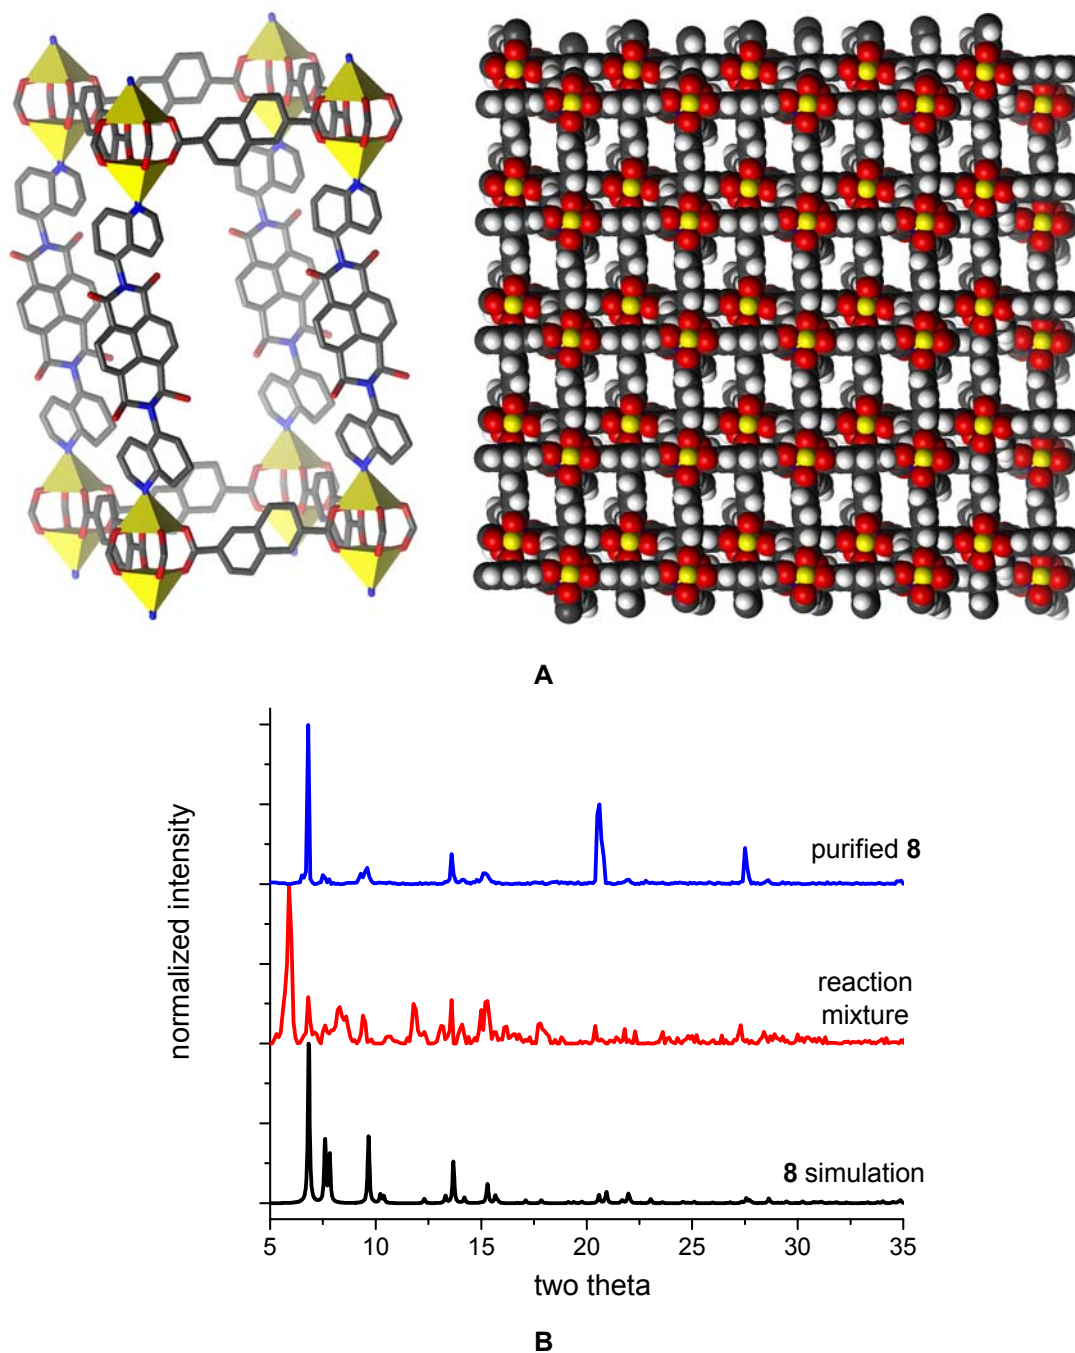 A
normalized intensity
purified 8
reaction
mixture
8 simulation
5 10 15 20 25 30 35
two theta
B